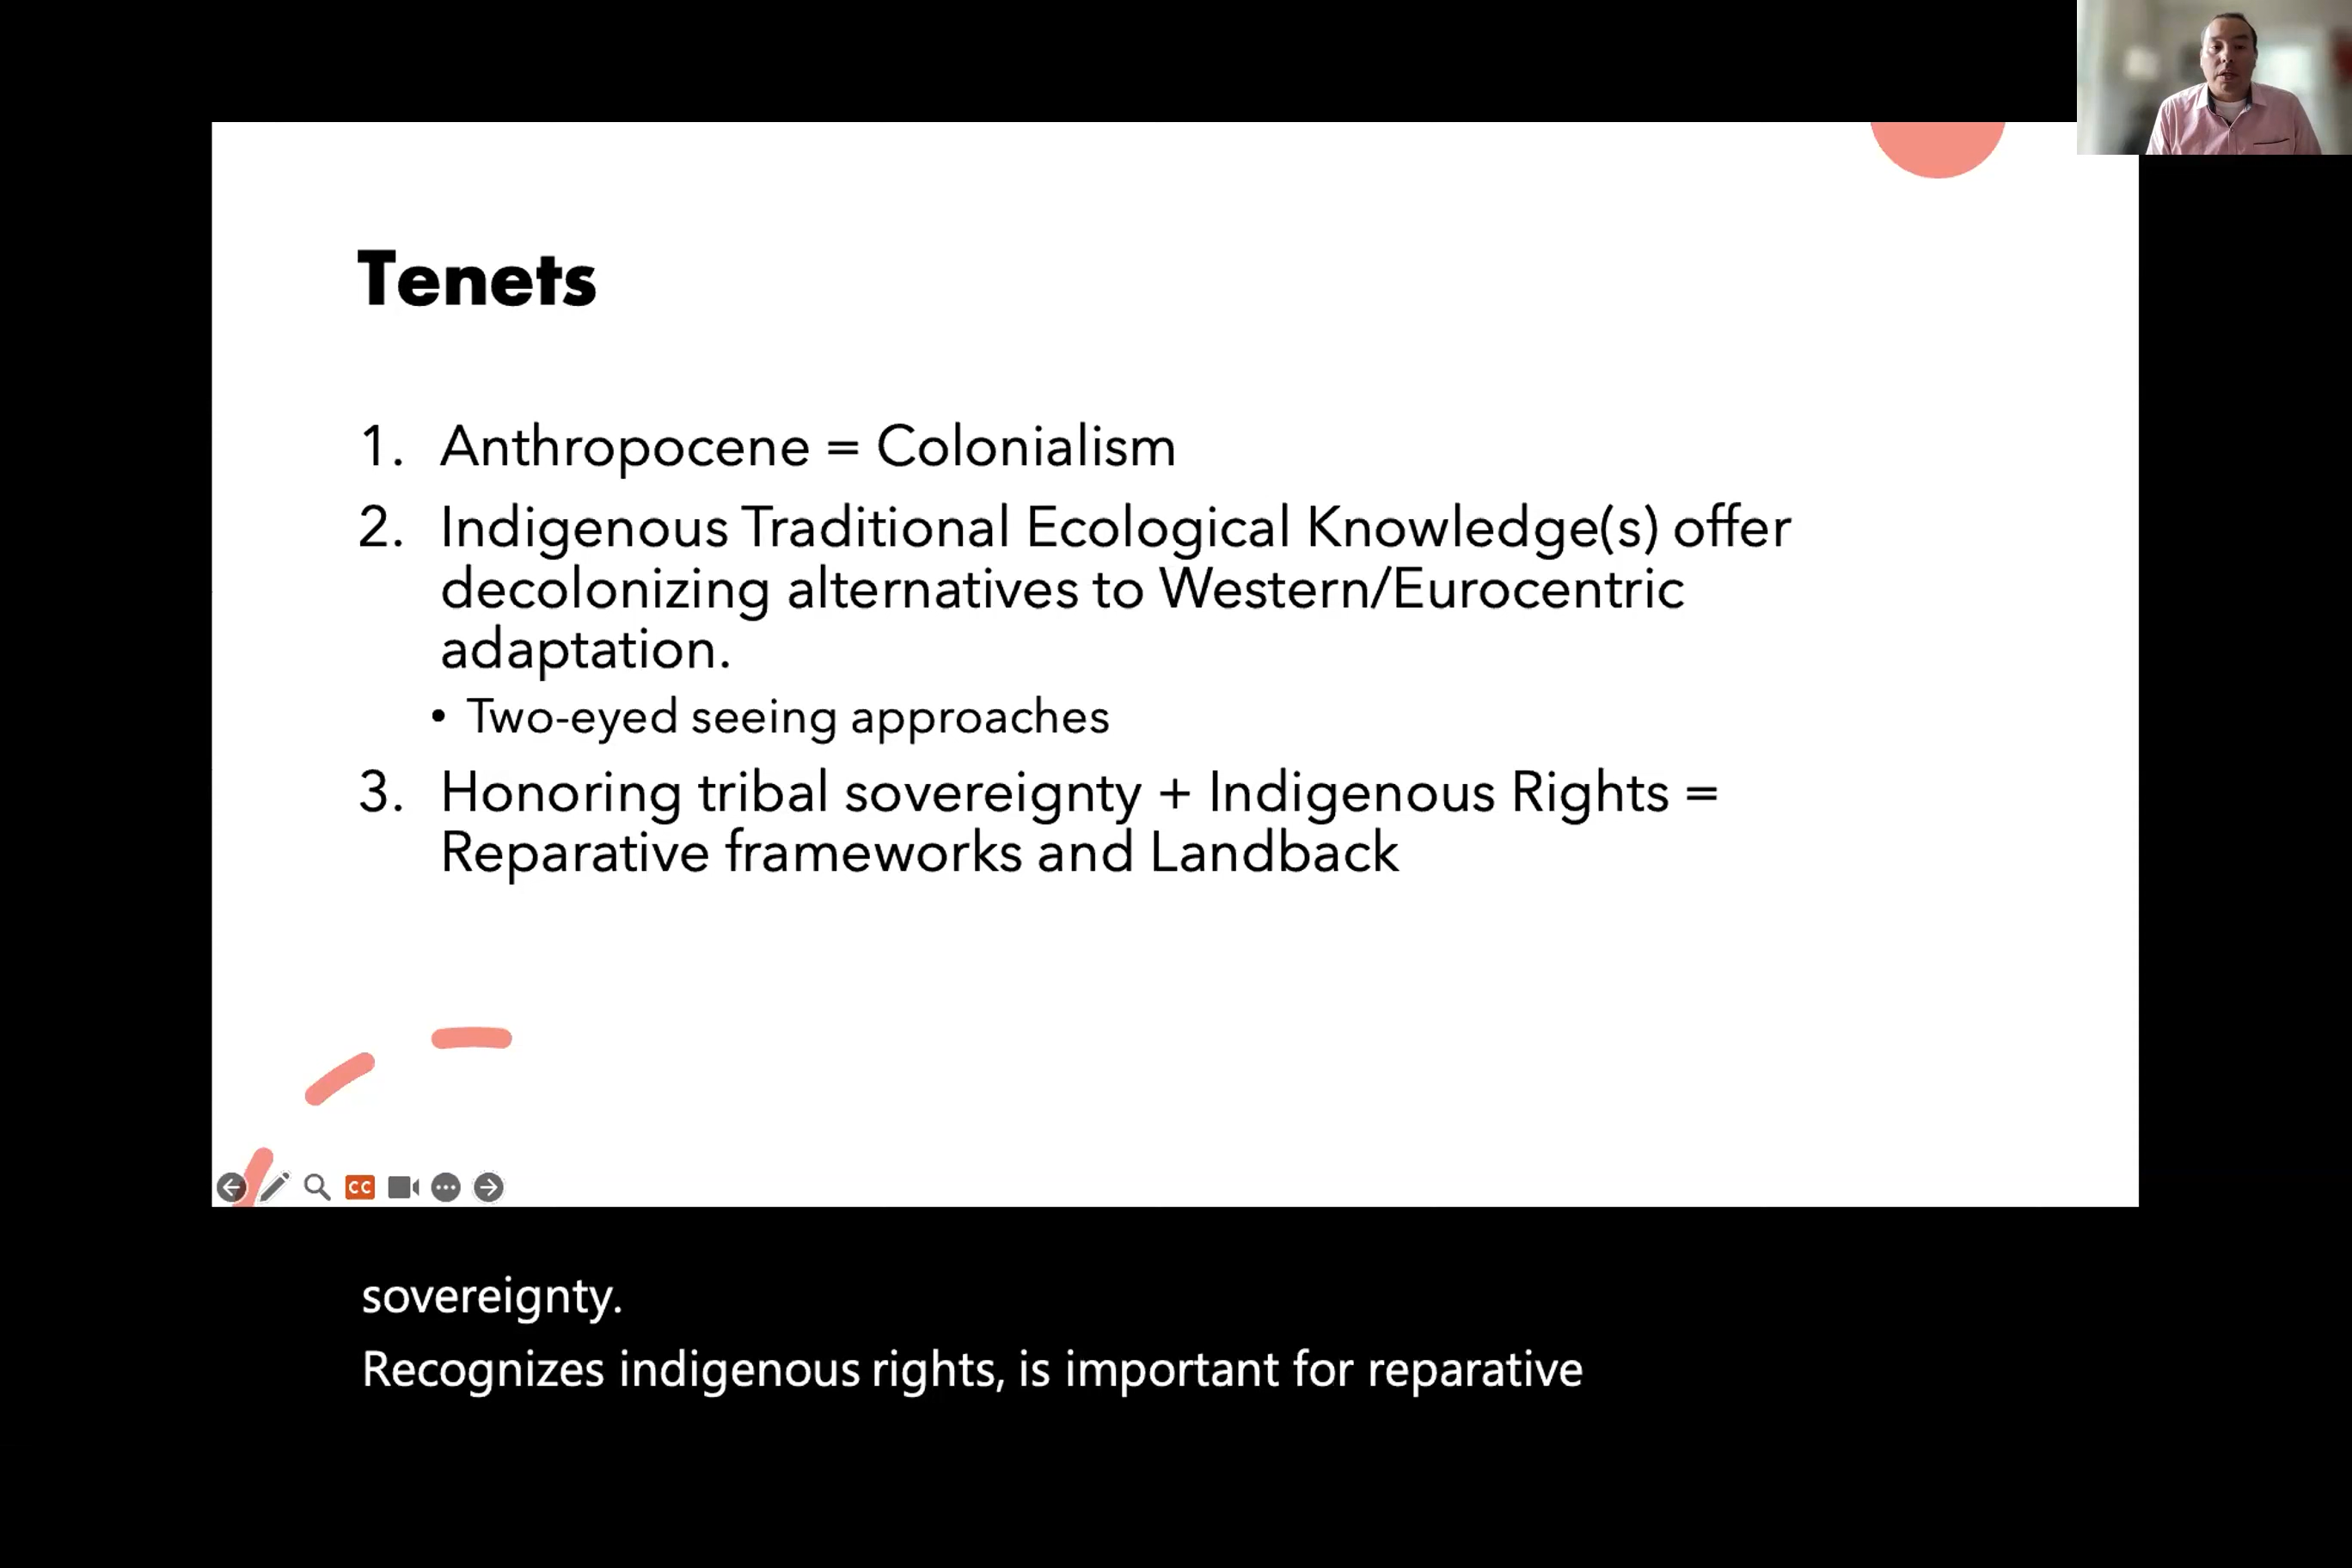 Tenets
1. Anthropocene = Colonialism
2. Indigenous Traditional Ecological Knowledge(s) offer
decolonizing alternatives to Western/Eurocentric
adaptation.
• Two-eyed seeing approaches
3. Honoring tribal sovereignty + Indigenous Rights =
Reparative frameworks and Landback
CC
sovereignty.
Recognizes indigenous rights, is important for reparative